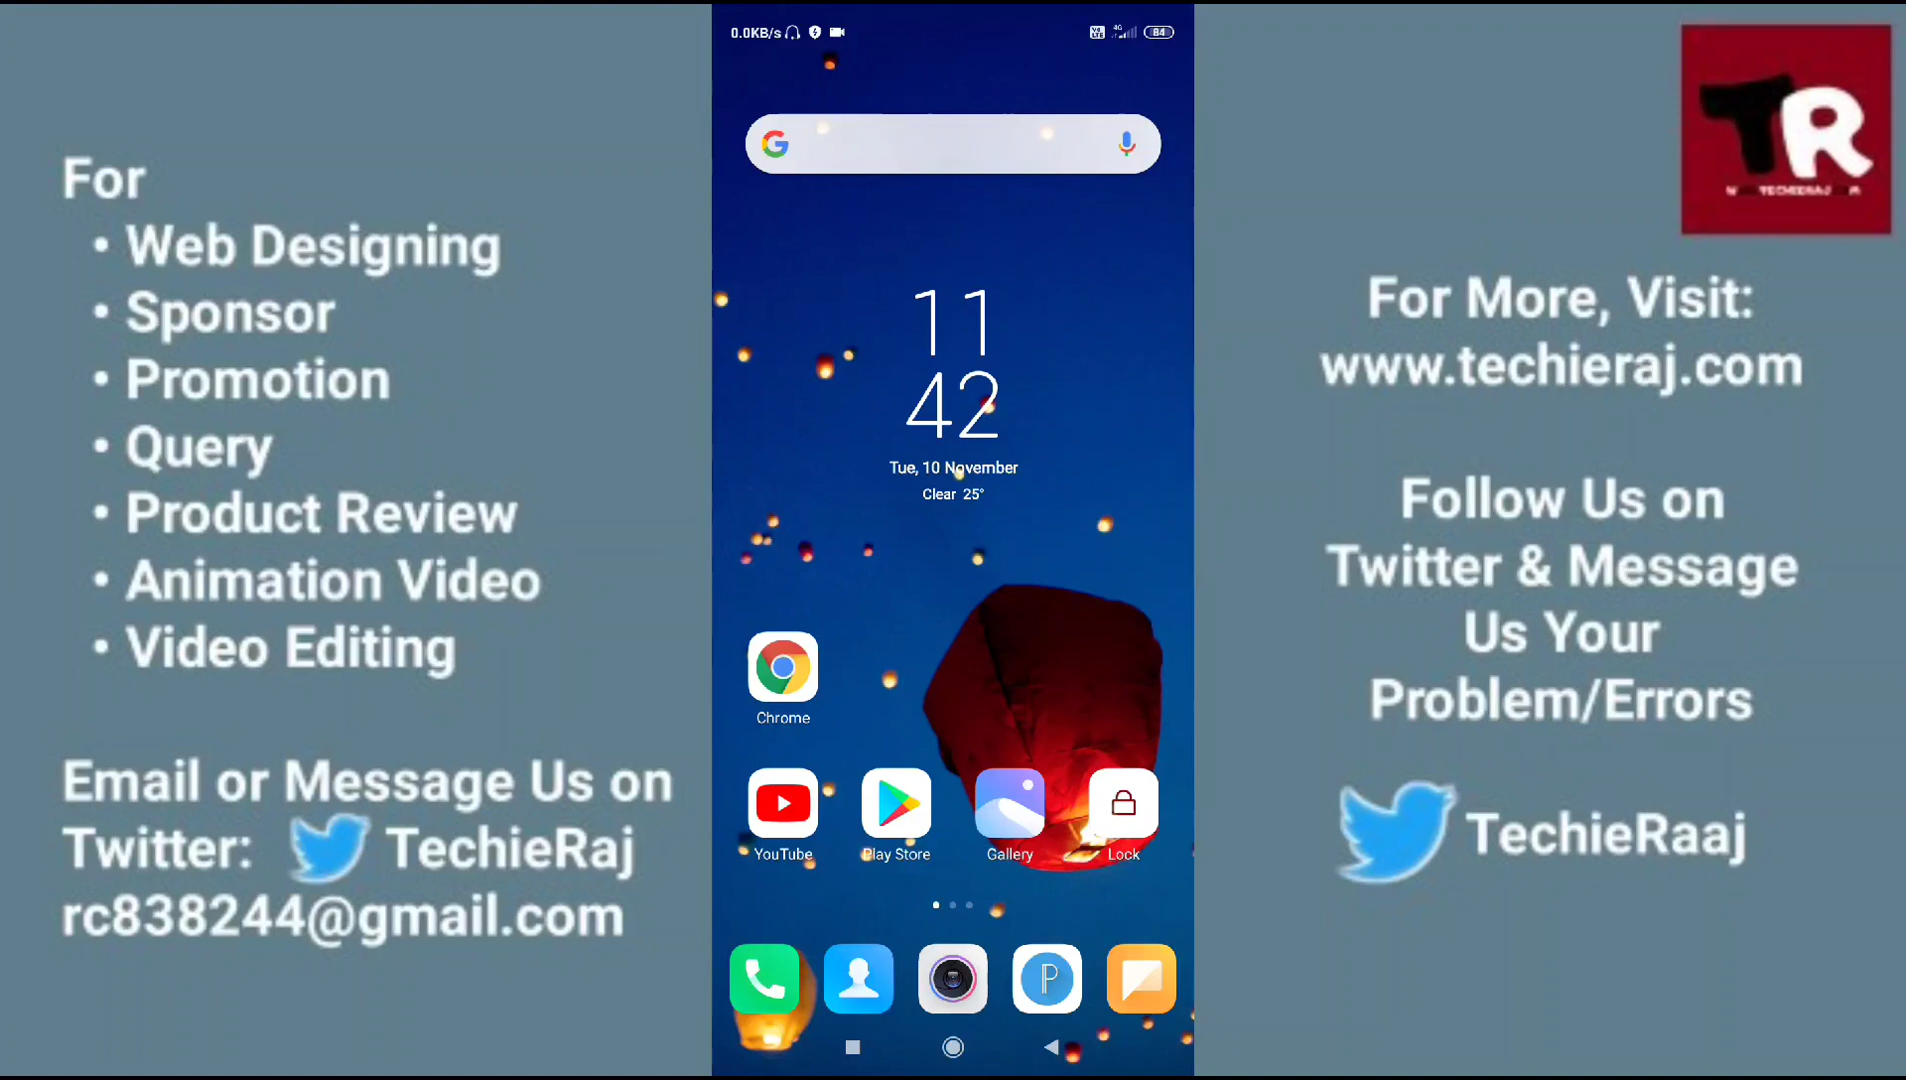 For
• Web Designing
• Sponsor
• Promotion
• Query
• Product Review
• Animation Video
• Video Editing
Email or Message Us on
Twitter: TechieRaj
rc838244@gmail.com
0.0KB/s
4G
84
11
42
Tue, 10 November
Clear 25°
Chrome
YouTube
Play Store
Gallery
Lock
TR
For More, Visit:
www.techieraj.com
Follow Us on
Twitter & Message
Us Your
Problem/Errors
TechieRaaj